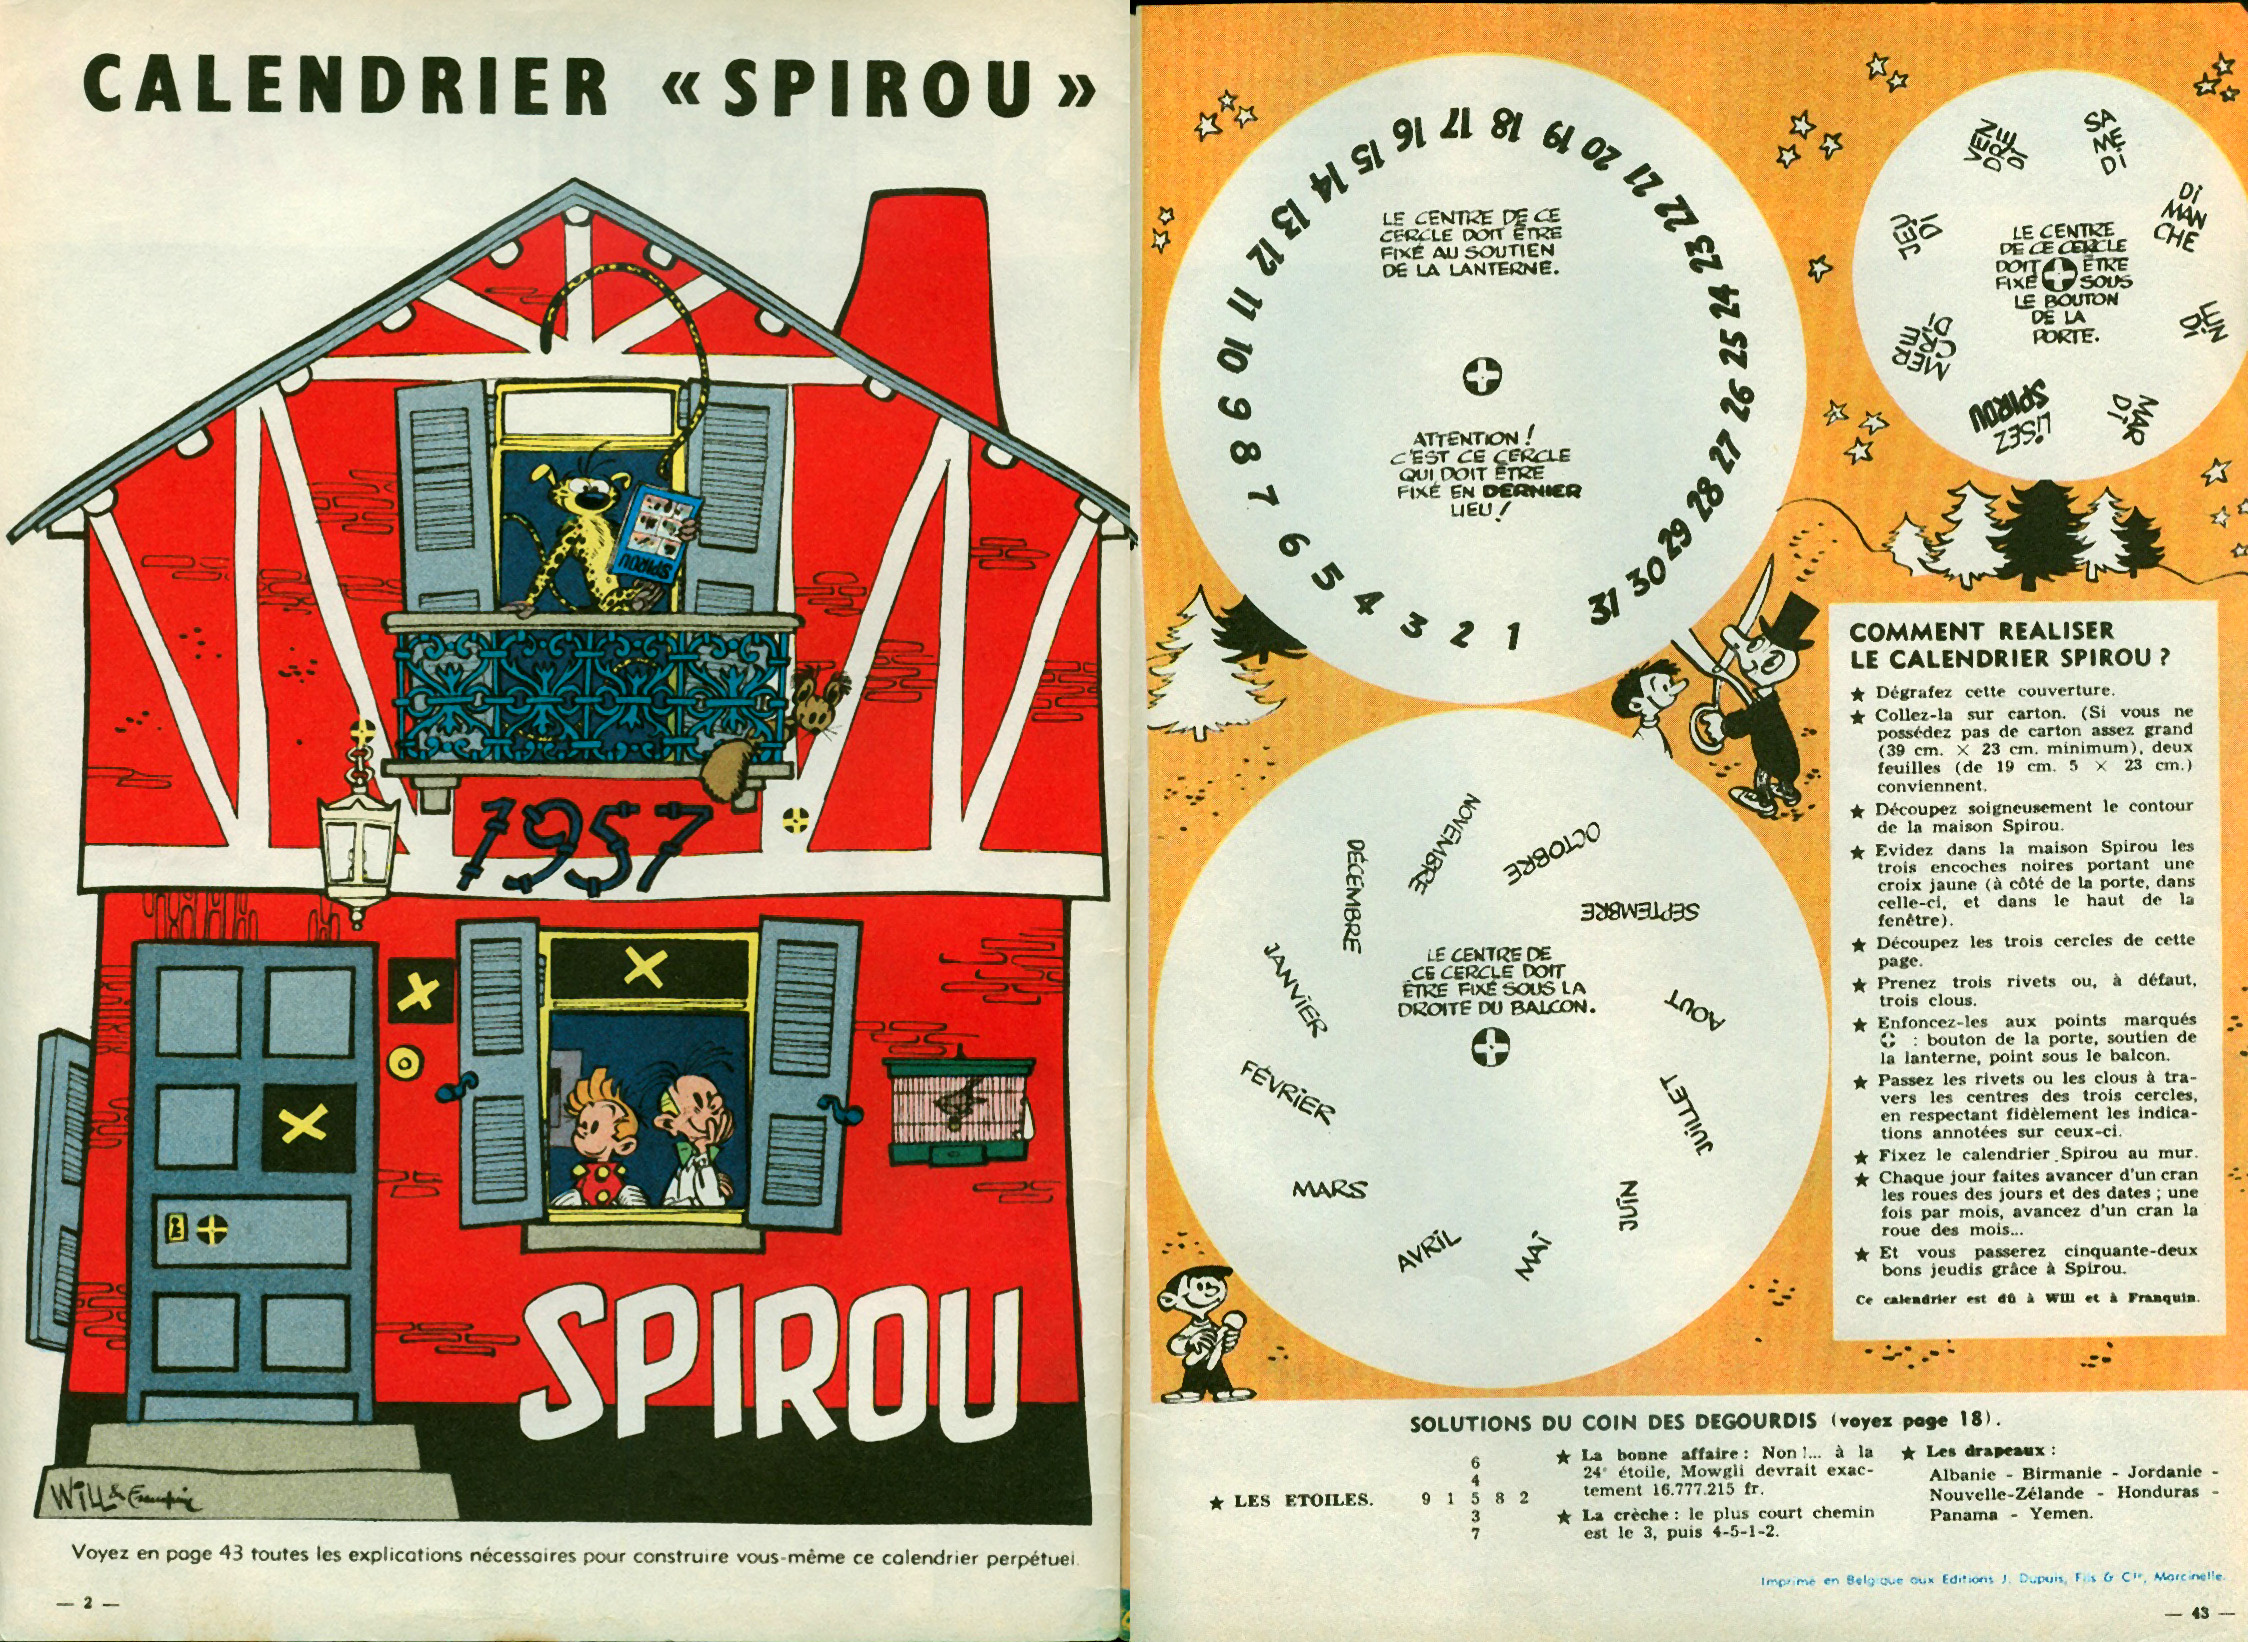 CALENDRIER « SPIROU »
SPIROU
1957
SPIROU
WILL & Franquin
Voyez en page 43 toutes les explications nécessaires pour construire vous-même ce calendrier perpétuel.
— 2 —
1 2 3 4 5 6 7 8 9 10 11 12 13 14 15 16 17 18 19 20 21 22 23 24 25 26 27 28 29 30 31
LE CENTRE DE CE
CERCLE DOIT ÊTRE
FIXÉ AU SOUTIEN
DE LA LANTERNE.
ATTENTION !
C'EST CE CERCLE
QUI DOIT ÊTRE
FIXÉ EN DERNIER
LIEU !
VEN
DRE
DI
SA
ME
DI
DI
MAN
CHE
LUN
DI
MAR
DI
LISEZ
SPIROU
MER
CRE
DI
JEU
DI
LE CENTRE
DE CE CERCLE
DOIT ÊTRE
FIXÉ SOUS
LE BOUTON
DE LA
PORTE.
JANVIER
FÉVRIER
MARS
AVRIL
MAI
JUIN
JUILLET
AOUT
SEPTEMBRE
OCTOBRE
NOVEMBRE
DÉCEMBRE
LE CENTRE DE
CE CERCLE DOIT
ÊTRE FIXÉ SOUS LA
DROITE DU BALCON.
COMMENT REALISER
LE CALENDRIER SPIROU ?
★ Dégrafez cette couverture.
★ Collez-la sur carton. (Si vous ne
possédez pas de carton assez grand
(39 cm. × 23 cm. minimum), deux
feuilles (de 19 cm. 5 × 23 cm.)
conviennent.
★ Découpez soigneusement le contour
de la maison Spirou.
★ Evidez dans la maison Spirou les
trois encoches noires portant une
croix jaune (à côté de la porte, dans
celle-ci, et dans le haut de la
fenêtre).
★ Découpez les trois cercles de cette
page.
★ Prenez trois rivets ou, à défaut,
trois clous.
★ Enfoncez-les aux points marqués
: bouton de la porte, soutien de
la lanterne, point sous le balcon.
★ Passez les rivets ou les clous à tra-
vers les centres des trois cercles,
en respectant fidèlement les indica-
tions annotées sur ceux-ci.
★ Fixez le calendrier Spirou au mur.
★ Chaque jour faites avancer d'un cran
les roues des jours et des dates ; une
fois par mois, avancez d'un cran la
roue des mois...
★ Et vous passerez cinquante-deux
bons jeudis grâce à Spirou.
Ce calendrier est dû à Will et à Franquin.
SOLUTIONS DU COIN DES DEGOURDIS (voyez page 18).
★ LES ETOILES.
6
4
9 1 5 8 2
3
7
★ La bonne affaire : Non !... à la
24e étoile, Mowgli devrait exac-
tement 16.777.215 fr.
★ La crèche : le plus court chemin
est le 3, puis 4-5-1-2.
★ Les drapeaux :
Albanie - Birmanie - Jordanie -
Nouvelle-Zélande - Honduras -
Panama - Yemen.
Imprimé en Belgique aux Editions J. Dupuis, Fils & Cie, Marcinelle.
— 43 —